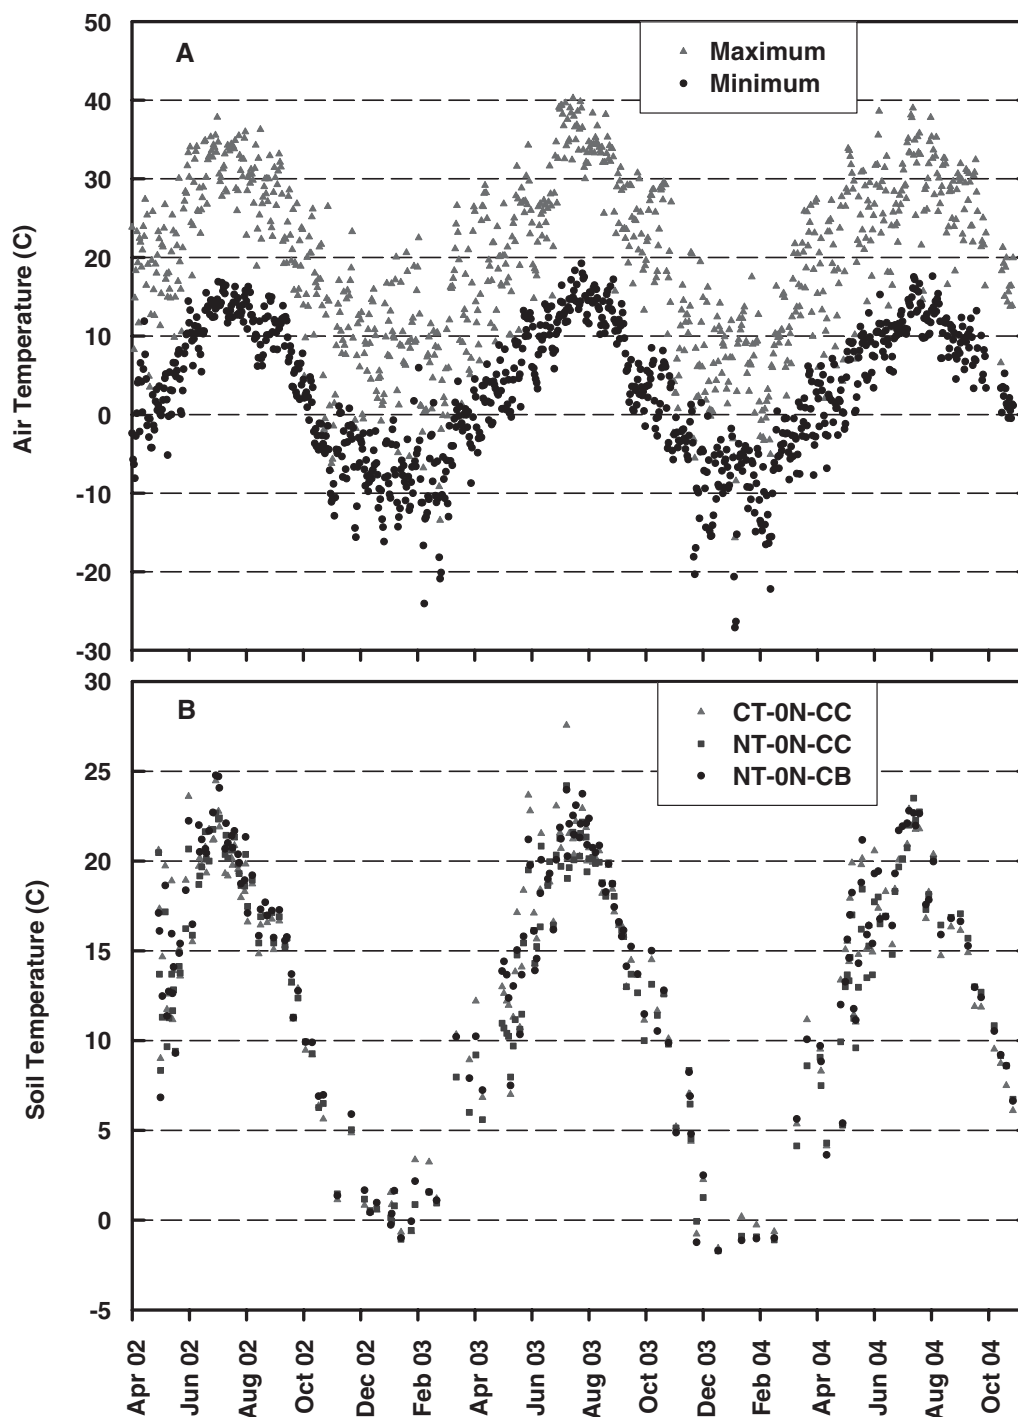 A
Maximum
Minimum
Air Temperature (C)
50
40
30
20
10
0
-10
-20
-30
B
CT-0N-CC
NT-0N-CC
NT-0N-CB
Soil Temperature (C)
30
25
20
15
10
5
0
-5
Apr 02
Jun 02
Aug 02
Oct 02
Dec 02
Feb 03
Apr 03
Jun 03
Aug 03
Oct 03
Dec 03
Feb 04
Apr 04
Jun 04
Aug 04
Oct 04